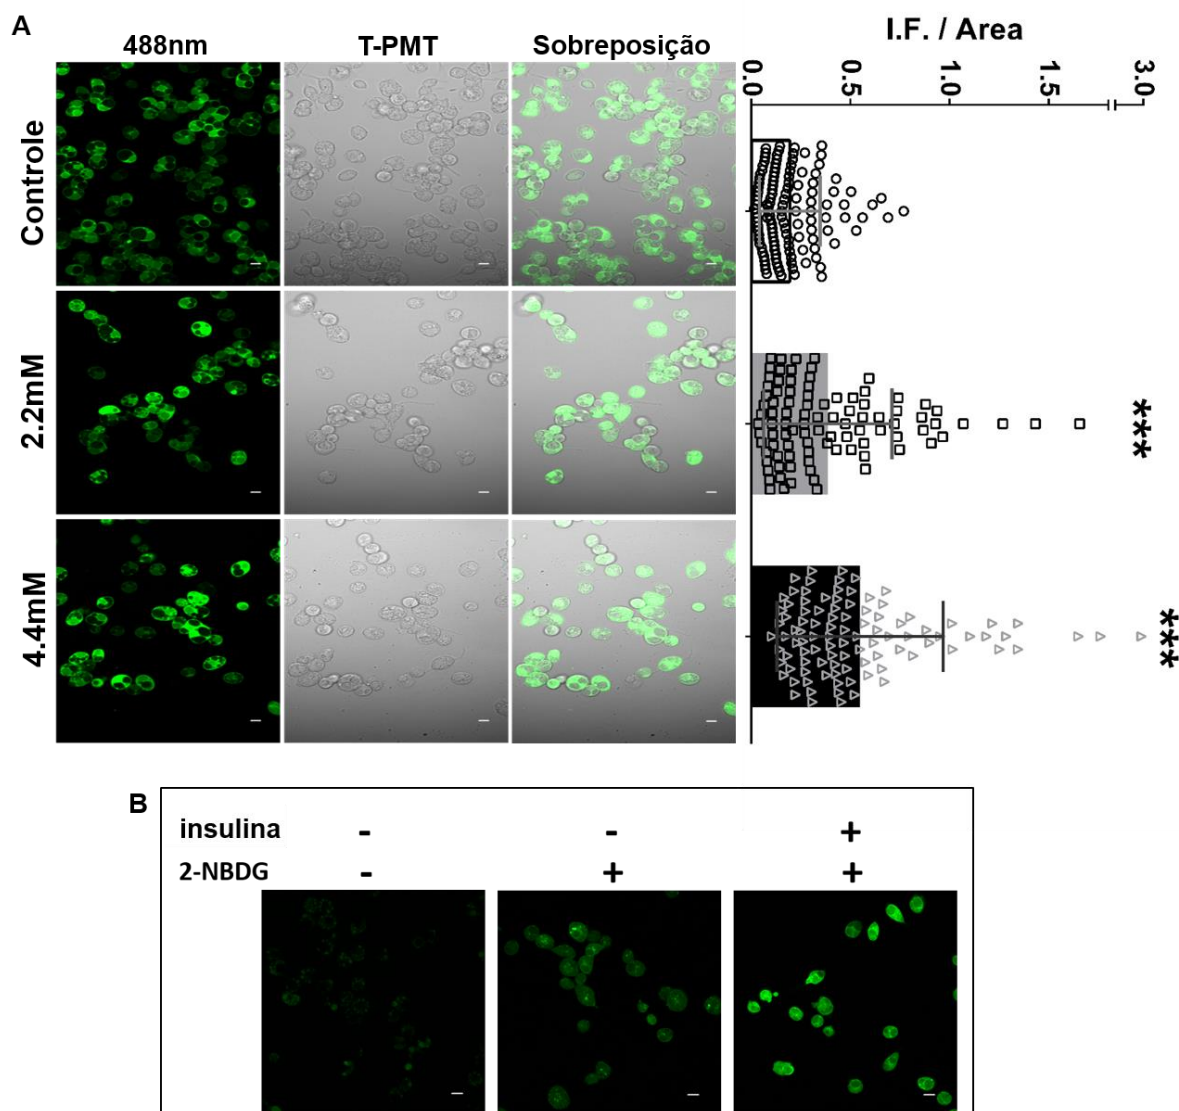 A
488nm
T-PMT
Sobreposição
I.F. / Area
0.0 0.5 1.0 1.5 3.0
Controle
2.2mM
***
4.4mM
***
B
insulina - - +
2-NBDG - + +